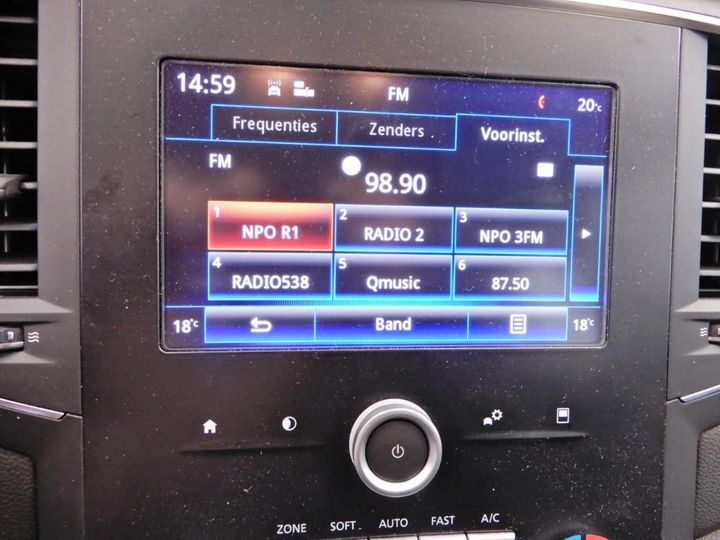 14:59 FM 20°c
Frequenties Zenders Voorinst.
FM
98.90
1 2 3
NPO R1 RADIO 2 NPO 3FM
4 5 6
RADIO538 Qmusic 87.50
18°c Band 18°c
ZONE SOFT AUTO FAST A/C